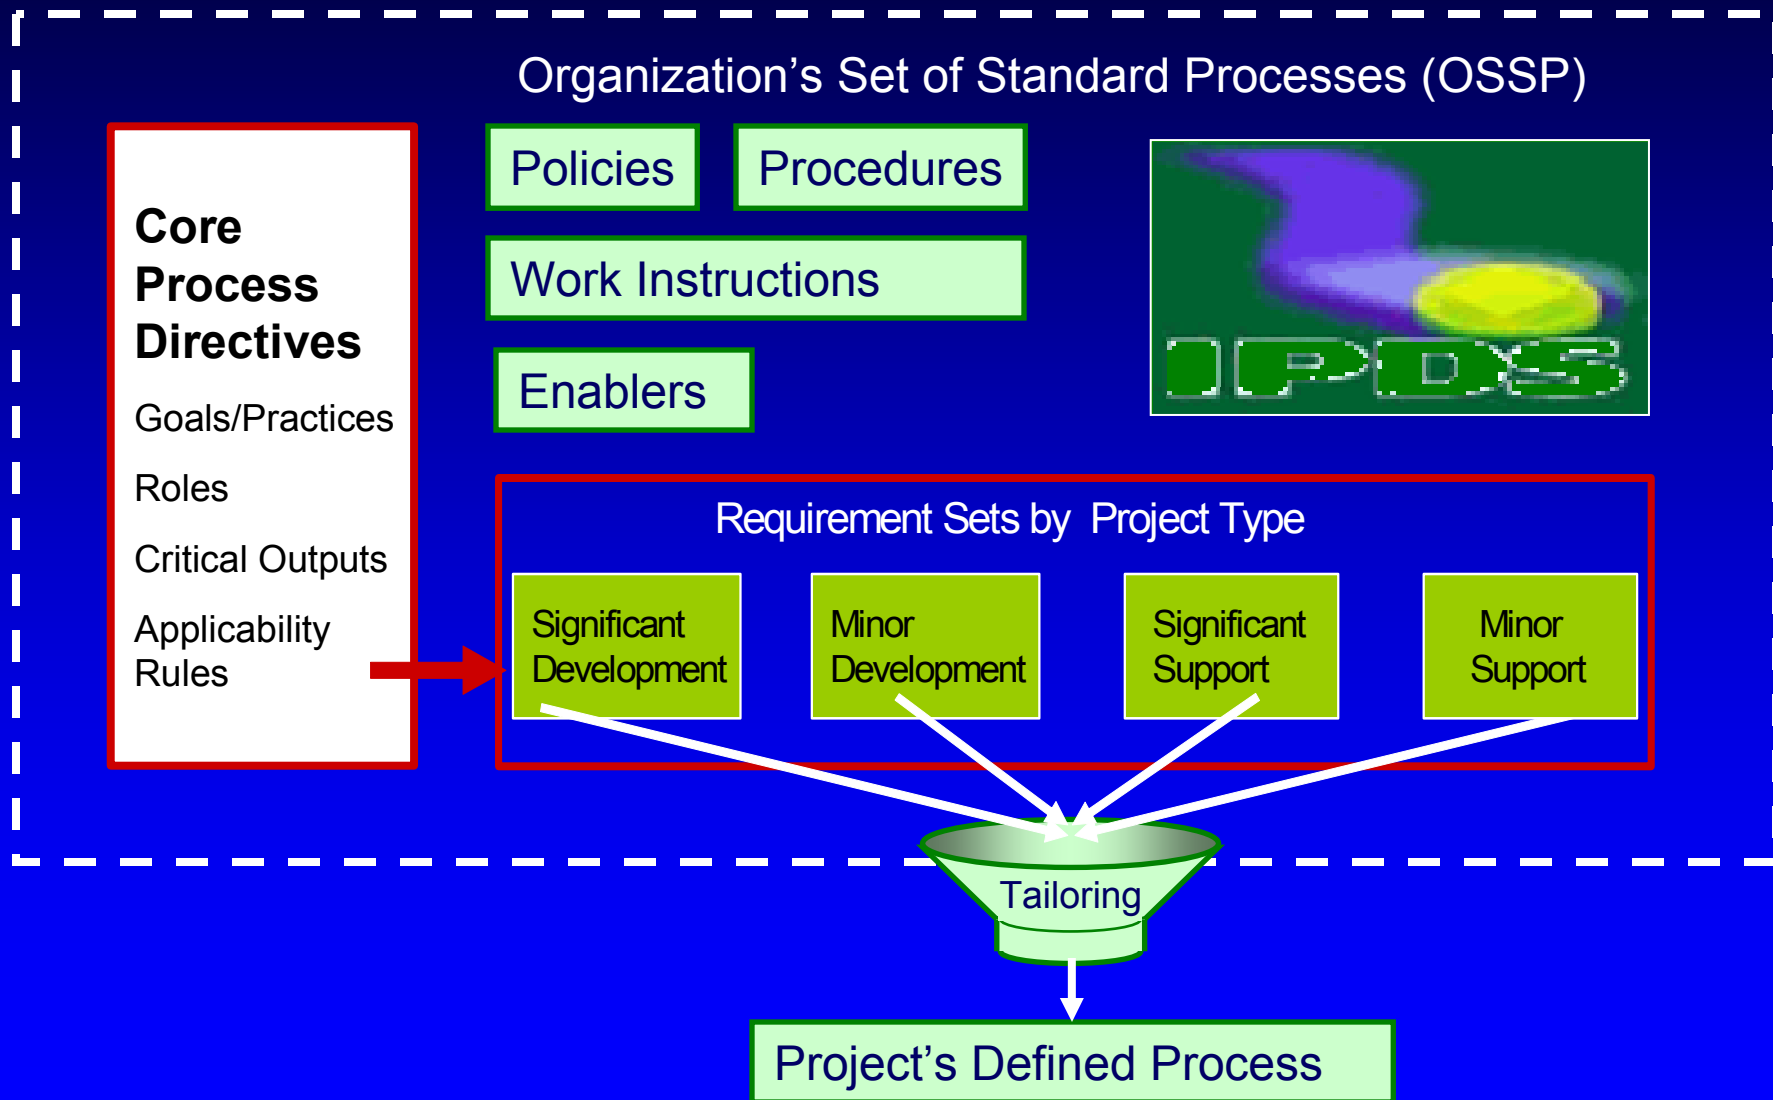 Organization’s Set of Standard Processes (OSSP)
Core
Process
Directives
Goals/Practices
Roles
Critical Outputs
Applicability
Rules
Policies
Procedures
Work Instructions
Enablers
IPDS
Requirement Sets by Project Type
Significant
Development
Minor
Development
Significant
Support
Minor
Support
Tailoring
Project’s Defined Process